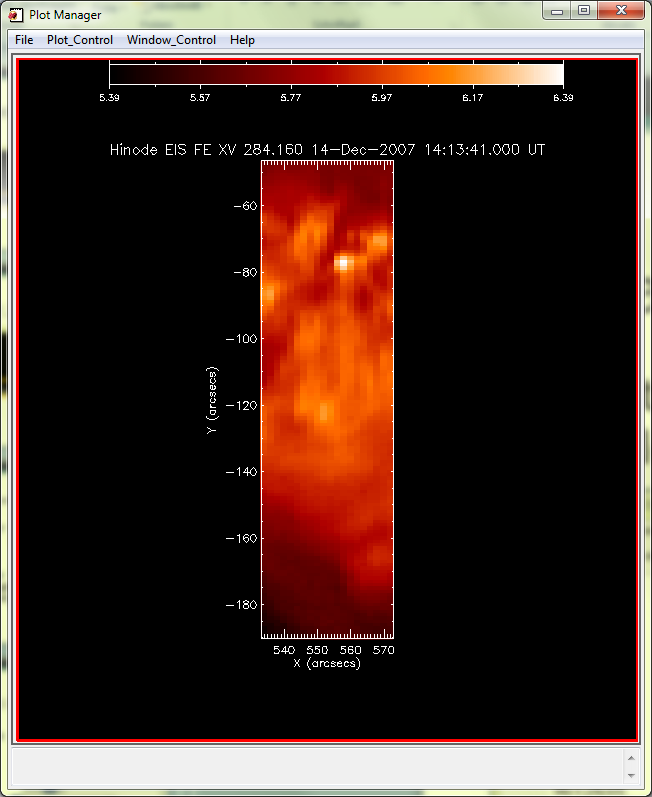 Plot Manager
File Plot_Control Window_Control Help
5.39 5.57 5.77 5.97 6.17 6.39
Hinode EIS FE XV 284.160 14-Dec-2007 14:13:41.000 UT
-60
-80
-100
-120
-140
-160
-180
Y (arcsecs)
540 550 560 570
X (arcsecs)